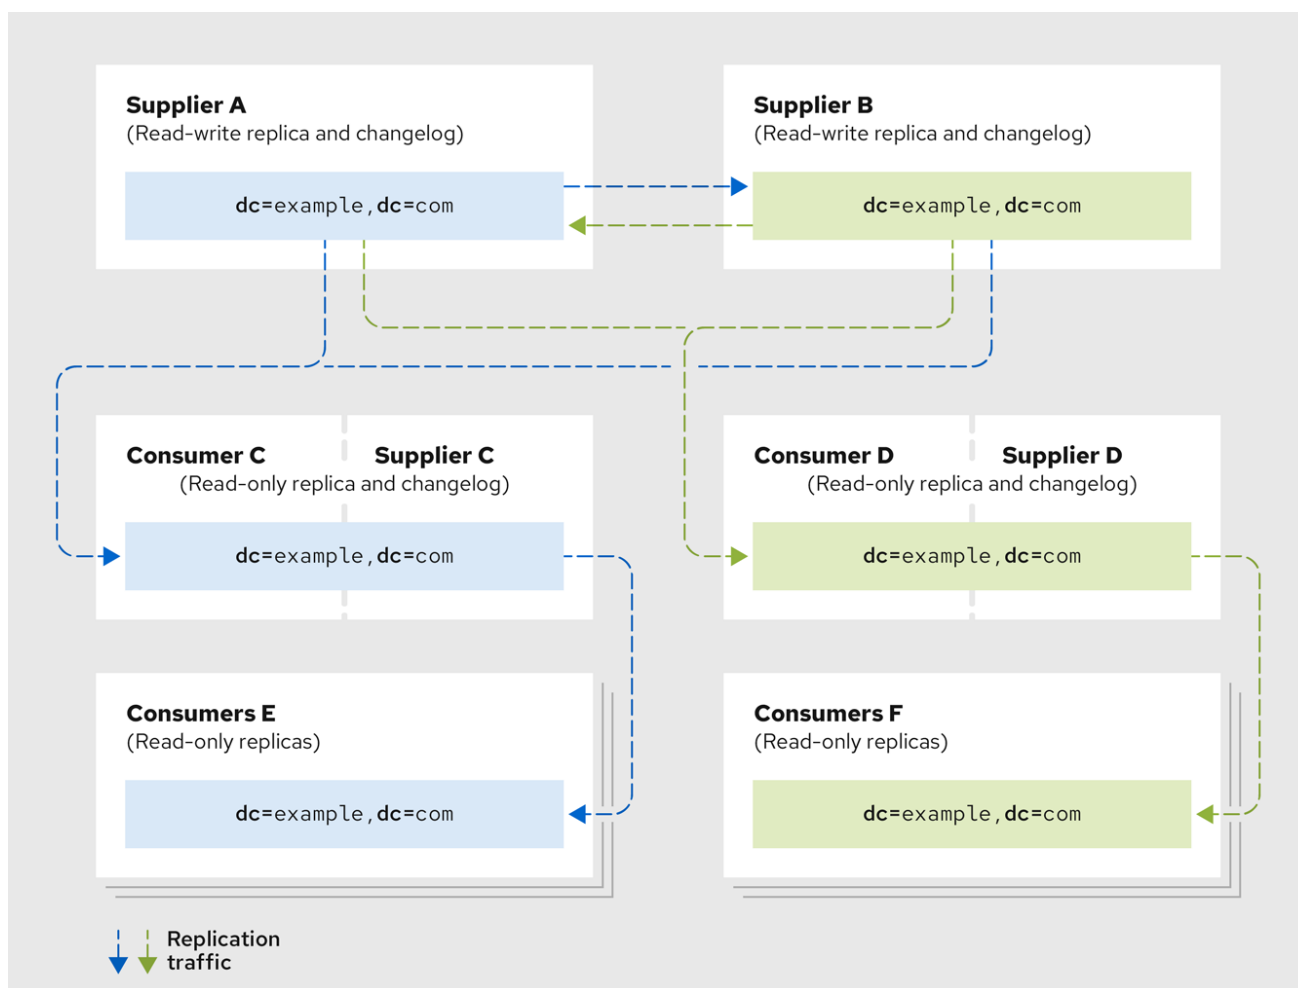 Supplier A
(Read-write replica and changelog)
dc=example,dc=com
Supplier B
(Read-write replica and changelog)
dc=example,dc=com
Consumer C
Supplier C
(Read-only replica and changelog)
dc=example,dc=com
Consumer D
Supplier D
(Read-only replica and changelog)
dc=example,dc=com
Consumers E
(Read-only replicas)
dc=example,dc=com
Consumers F
(Read-only replicas)
dc=example,dc=com
Replication
traffic